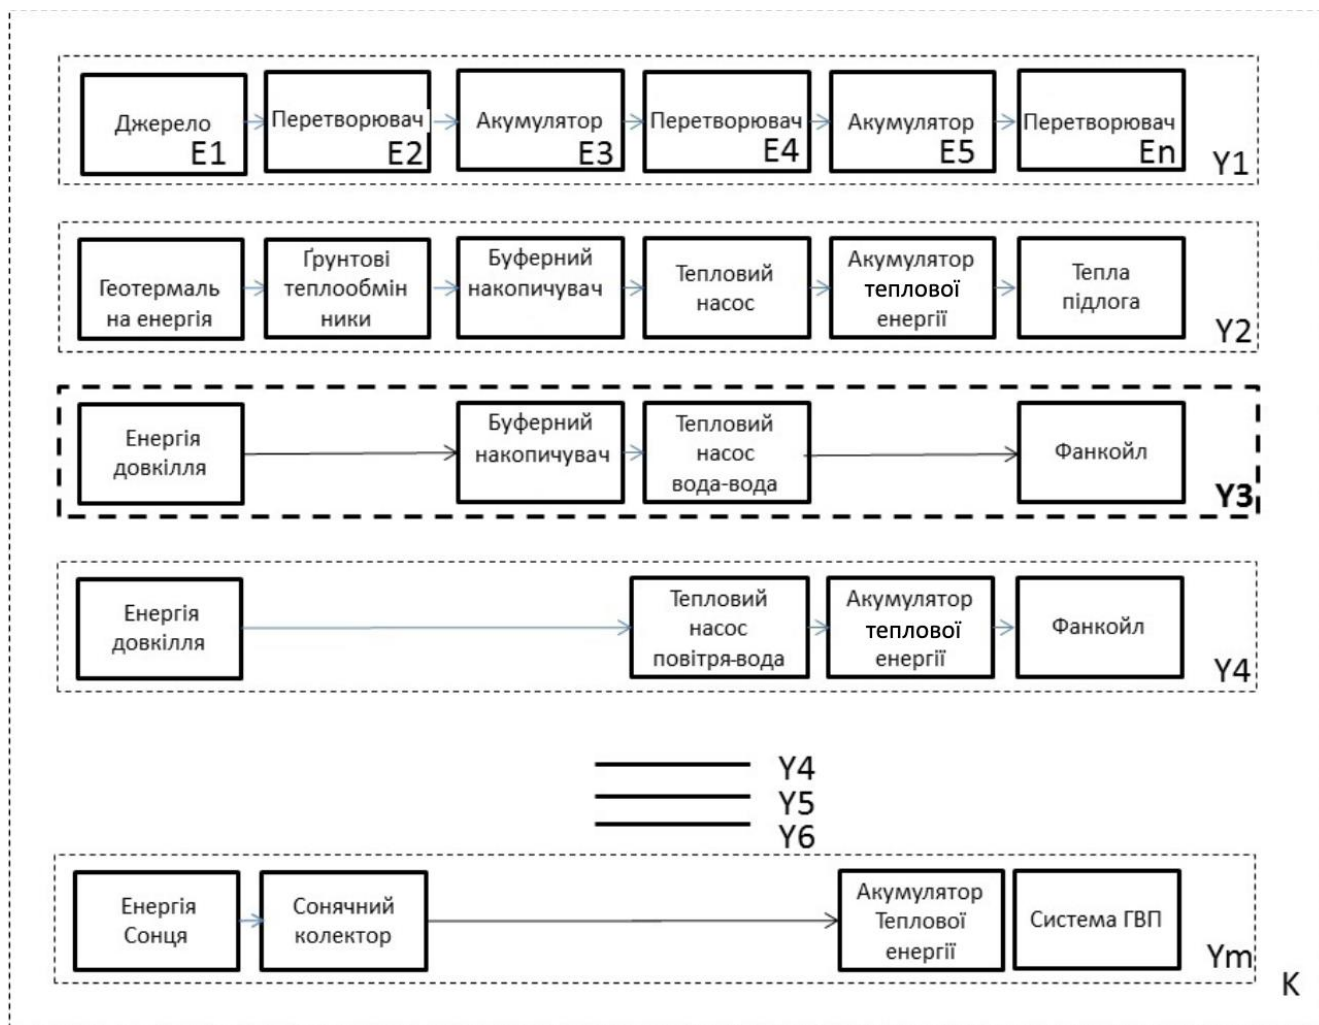 Джерело
E1
Перетворювач
E2
Акумулятор
E3
Перетворювач
E4
Акумулятор
E5
Перетворювач
En
Y1
Геотермаль
на енергія
Ґрунтові
теплообмін
ники
Буферний
накопичувач
Тепловий
насос
Акумулятор
теплової
енергії
Тепла
підлога
Y2
Енергія
довкілля
Буферний
накопичувач
Тепловий
насос
вода-вода
Фанкойл
Y3
Енергія
довкілля
Тепловий
насос
повітря-вода
Акумулятор
теплової
енергії
Фанкойл
Y4
Y4
Y5
Y6
Енергія
Сонця
Сонячний
колектор
Акумулятор
Теплової
енергії
Система ГВП
Ym
K